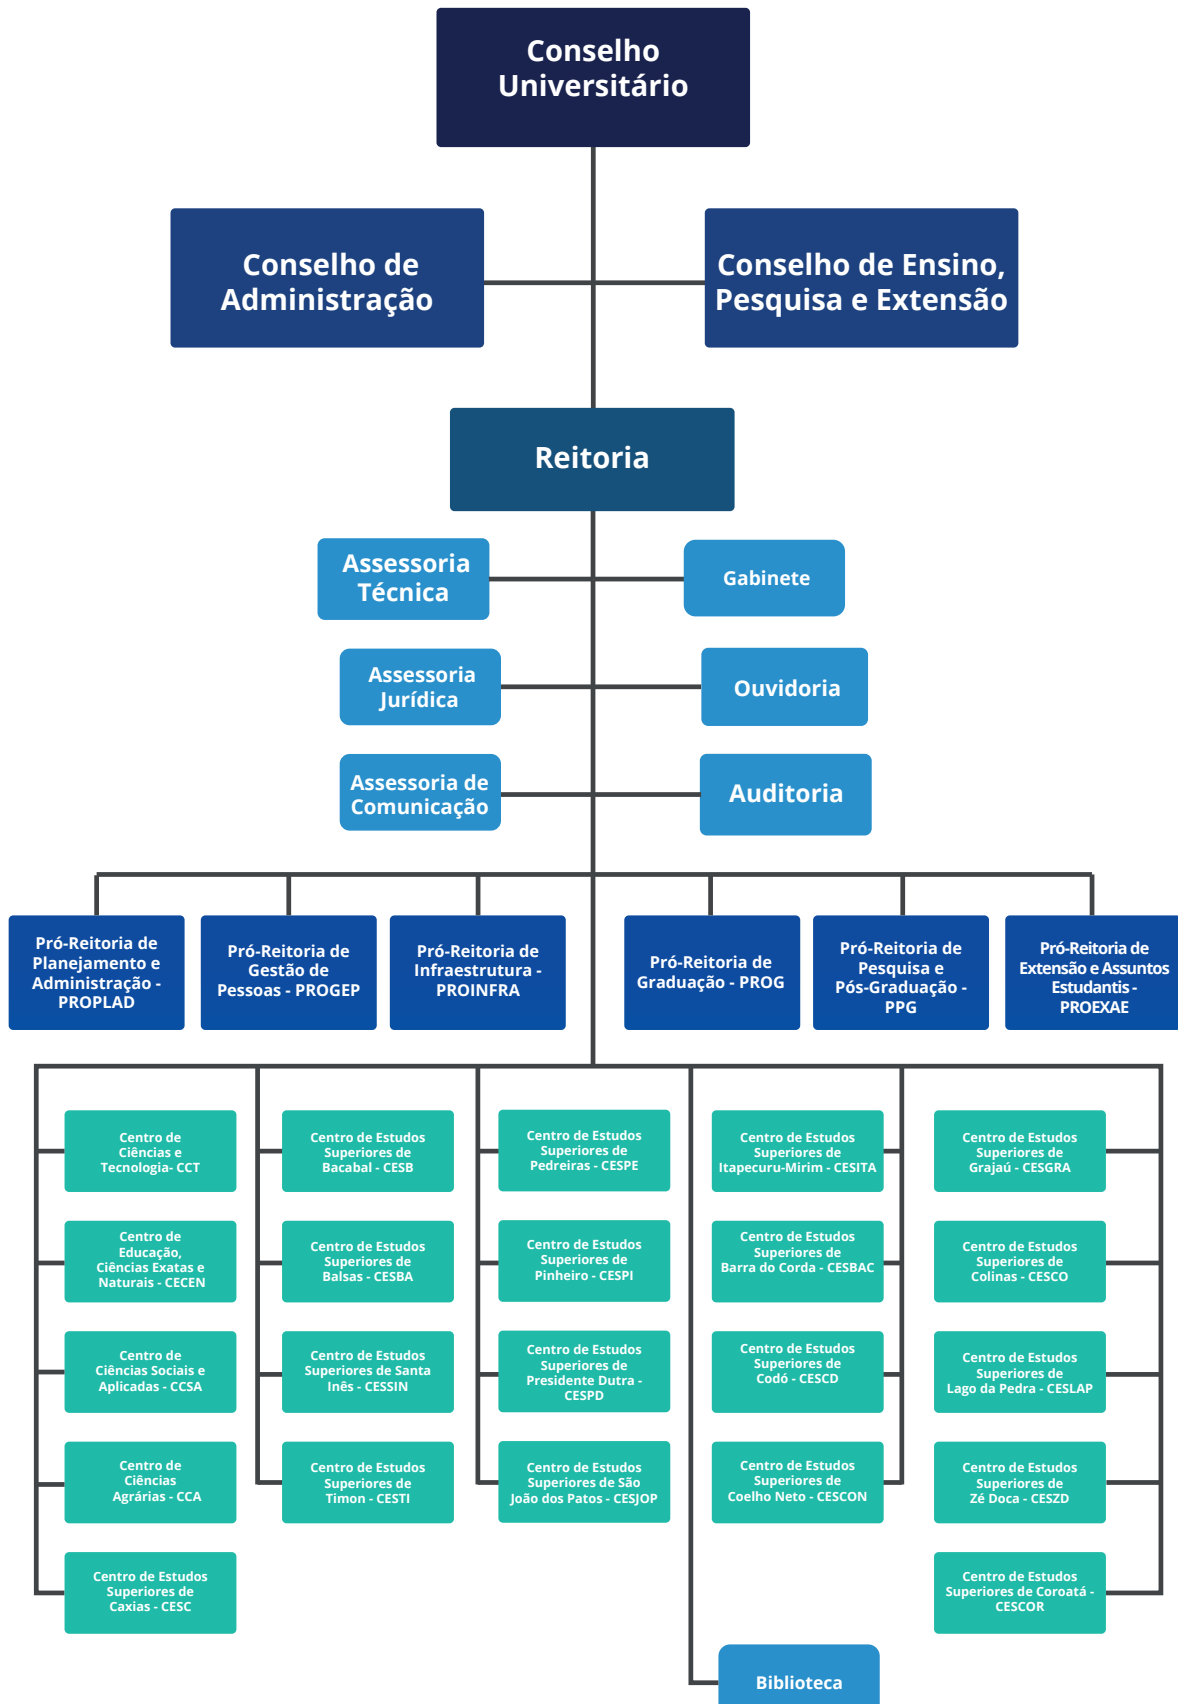 Conselho
Universitário
Conselho de
Administração
Conselho de Ensino,
Pesquisa e Extensão
Reitoria
Assessoria
Técnica
Gabinete
Assessoria
Jurídica
Ouvidoria
Assessoria de
Comunicação
Auditoria
Pró-Reitoria de
Planejamento e
Administração -
PROPLAD
Pró-Reitoria de
Gestão de
Pessoas - PROGEP
Pró-Reitoria de
Infraestrutura -
PROINFRA
Pró-Reitoria de
Graduação - PROG
Pró-Reitoria de
Pesquisa e
Pós-Graduação -
PPG
Pró-Reitoria de
Extensão e Assuntos
Estudantis -
PROEXAE
Centro de
Ciências e
Tecnologia- CCT
Centro de Estudos
Superiores de
Bacabal - CESB
Centro de Estudos
Superiores de
Pedreiras - CESPE
Centro de Estudos
Superiores de
Itapecuru-Mirim - CESITA
Centro de Estudos
Superiores de
Grajaú - CESGRA
Centro de
Educação,
Ciências Exatas e
Naturais - CECEN
Centro de Estudos
Superiores de
Balsas - CESBA
Centro de Estudos
Superiores de
Pinheiro - CESPI
Centro de Estudos
Superiores de
Barra do Corda - CESBAC
Centro de Estudos
Superiores de
Colinas - CESCO
Centro de
Ciências Sociais e
Aplicadas - CCSA
Centro de Estudos
Superiores de Santa
Inês - CESSIN
Centro de Estudos
Superiores de
Presidente Dutra -
CESPD
Centro de Estudos
Superiores de
Codó - CESCD
Centro de Estudos
Superiores de
Lago da Pedra - CESLAP
Centro de
Ciências
Agrárias - CCA
Centro de Estudos
Superiores de
Timon - CESTI
Centro de Estudos
Superiores de São
João dos Patos - CESJOP
Centro de Estudos
Superiores de
Coelho Neto - CESCON
Centro de Estudos
Superiores de
Zé Doca - CESZD
Centro de Estudos
Superiores de
Caxias - CESC
Centro de Estudos
Superiores de Coroatá -
CESCOR
Biblioteca